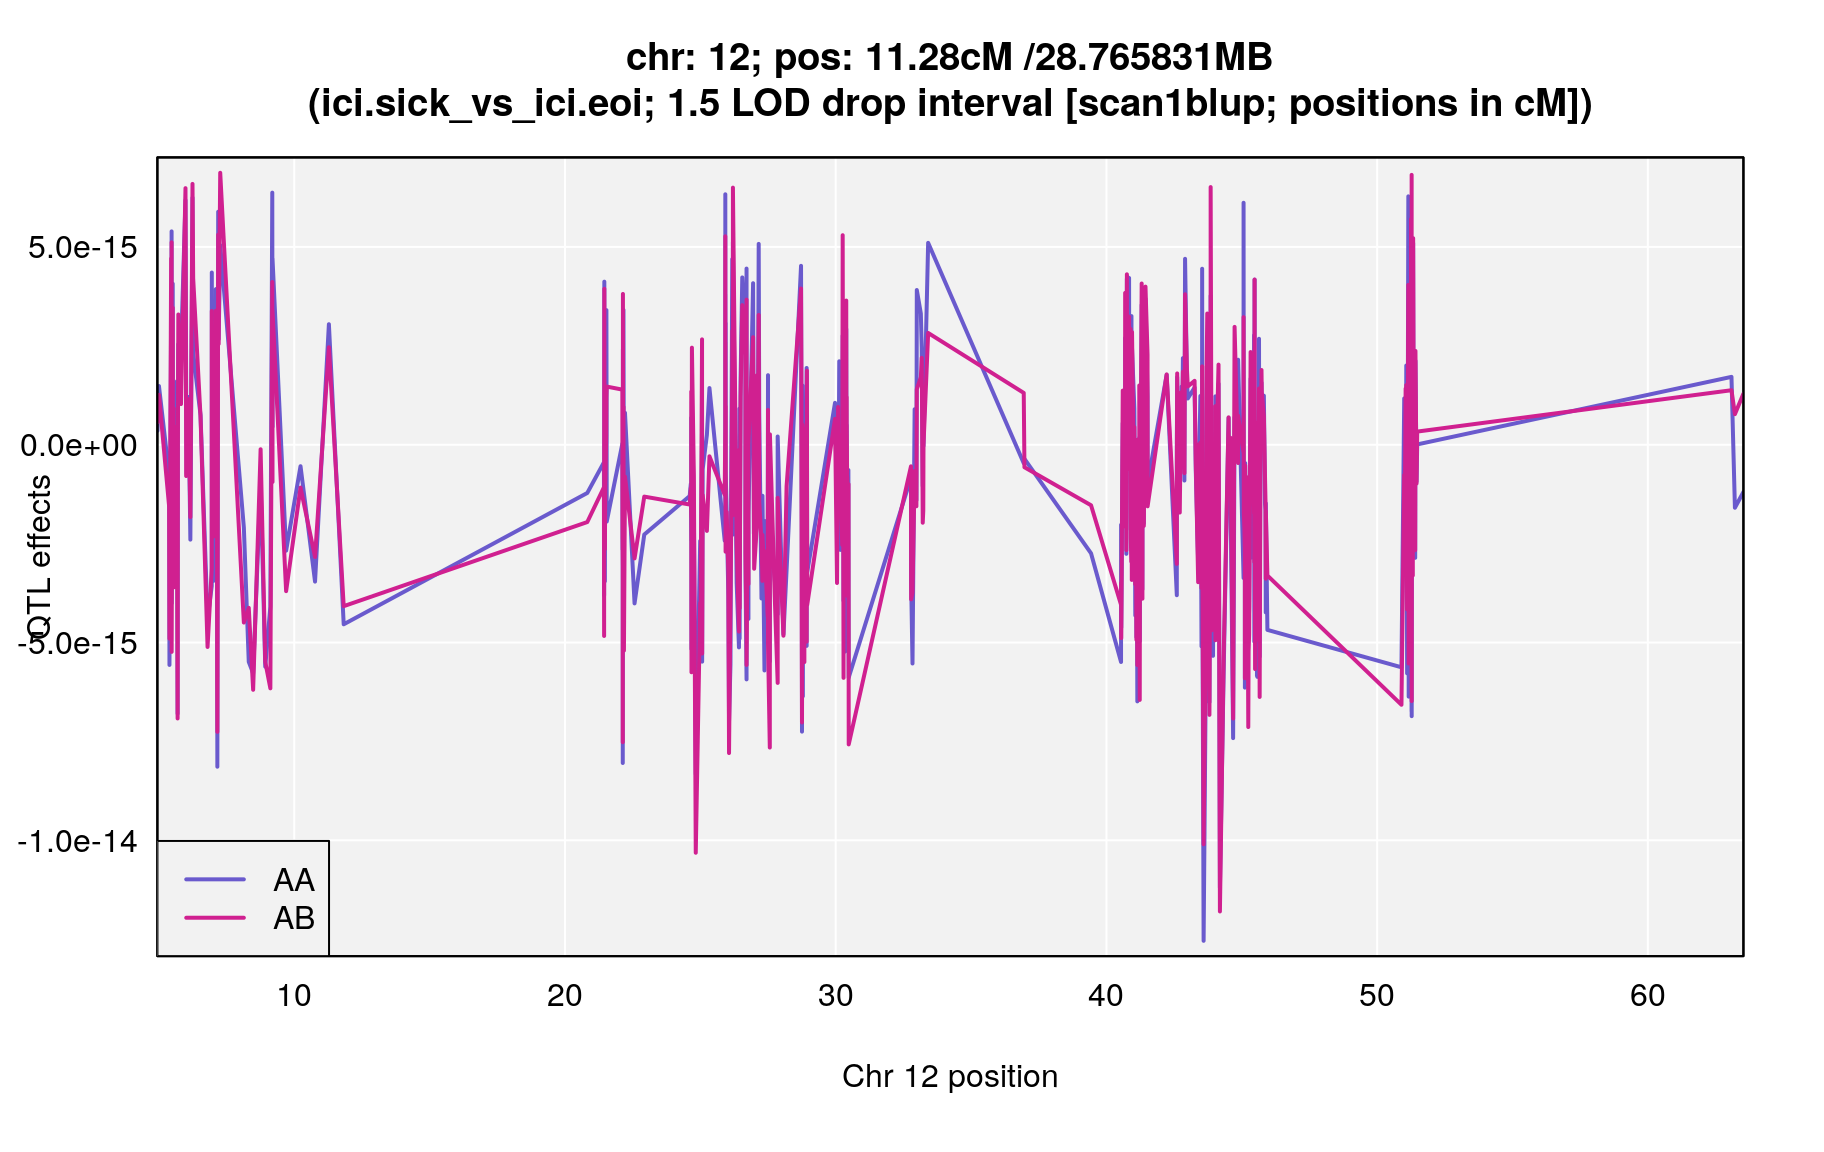 chr: 12; pos: 11.28cM /28.765831MB
(ici.sick_vs_ici.eoi; 1.5 LOD drop interval [scan1blup; positions in cM])
QTL effects
5.0e-15
0.0e+00
-5.0e-15
-1.0e-14
AA
AB
10 20 30 40 50 60
Chr 12 position